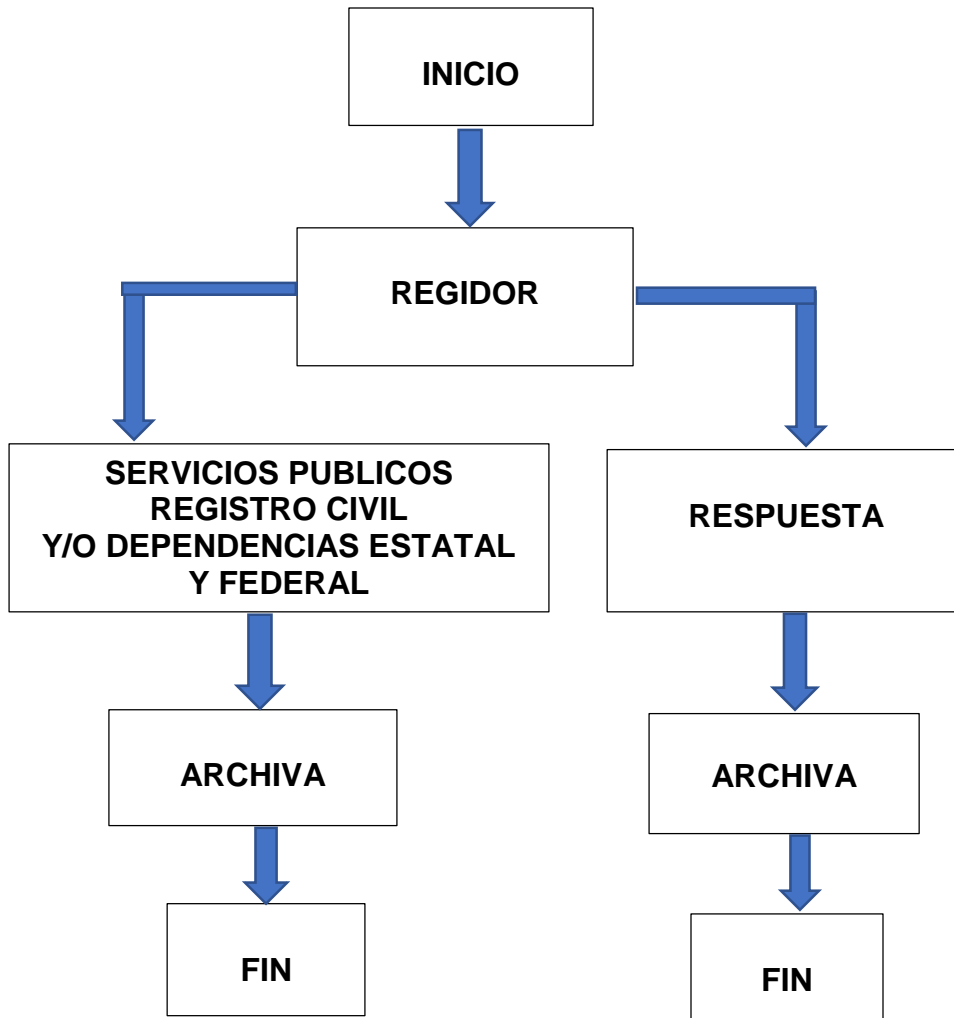 INICIO
REGIDOR
SERVICIOS PUBLICOS
REGISTRO CIVIL
Y/O DEPENDENCIAS ESTATAL
Y FEDERAL
RESPUESTA
ARCHIVA
ARCHIVA
FIN
FIN